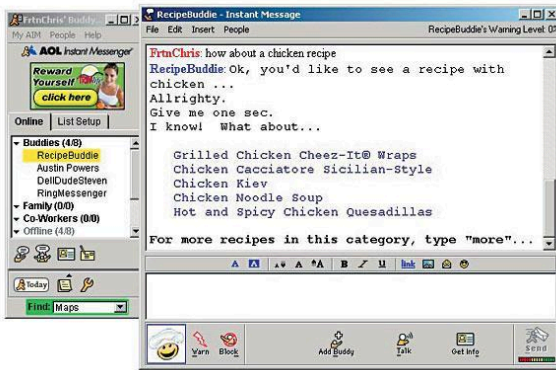 FrtnChris' Buddy...
My AIM People Help
AOL Instant Messenger
Reward
Yourself
click here
Online List Setup
Buddies (4/8)
RecipeBuddie
Austin Powers
DellDudeSteven
RingMessenger
Family (0/0)
Co-Workers (0/0)
Offline (4/8)
Today
Find: Maps
RecipeBuddie - Instant Message
File Edit Insert People RecipeBuddie's Warning Level: 0%
FrtnChris: how about a chicken recipe
RecipeBuddie: Ok, you'd like to see a recipe with
chicken ...
Allrighty.
Give me one sec.
I know! What about...
Grilled Chicken Cheez-It® Wraps
Chicken Cacciatore Sicilian-Style
Chicken Kiev
Chicken Noodle Soup
Hot and Spicy Chicken Quesadillas
For more recipes in this category, type "more"...
A A A A A B I U link
Warn Block Add Buddy Talk Get Info Send